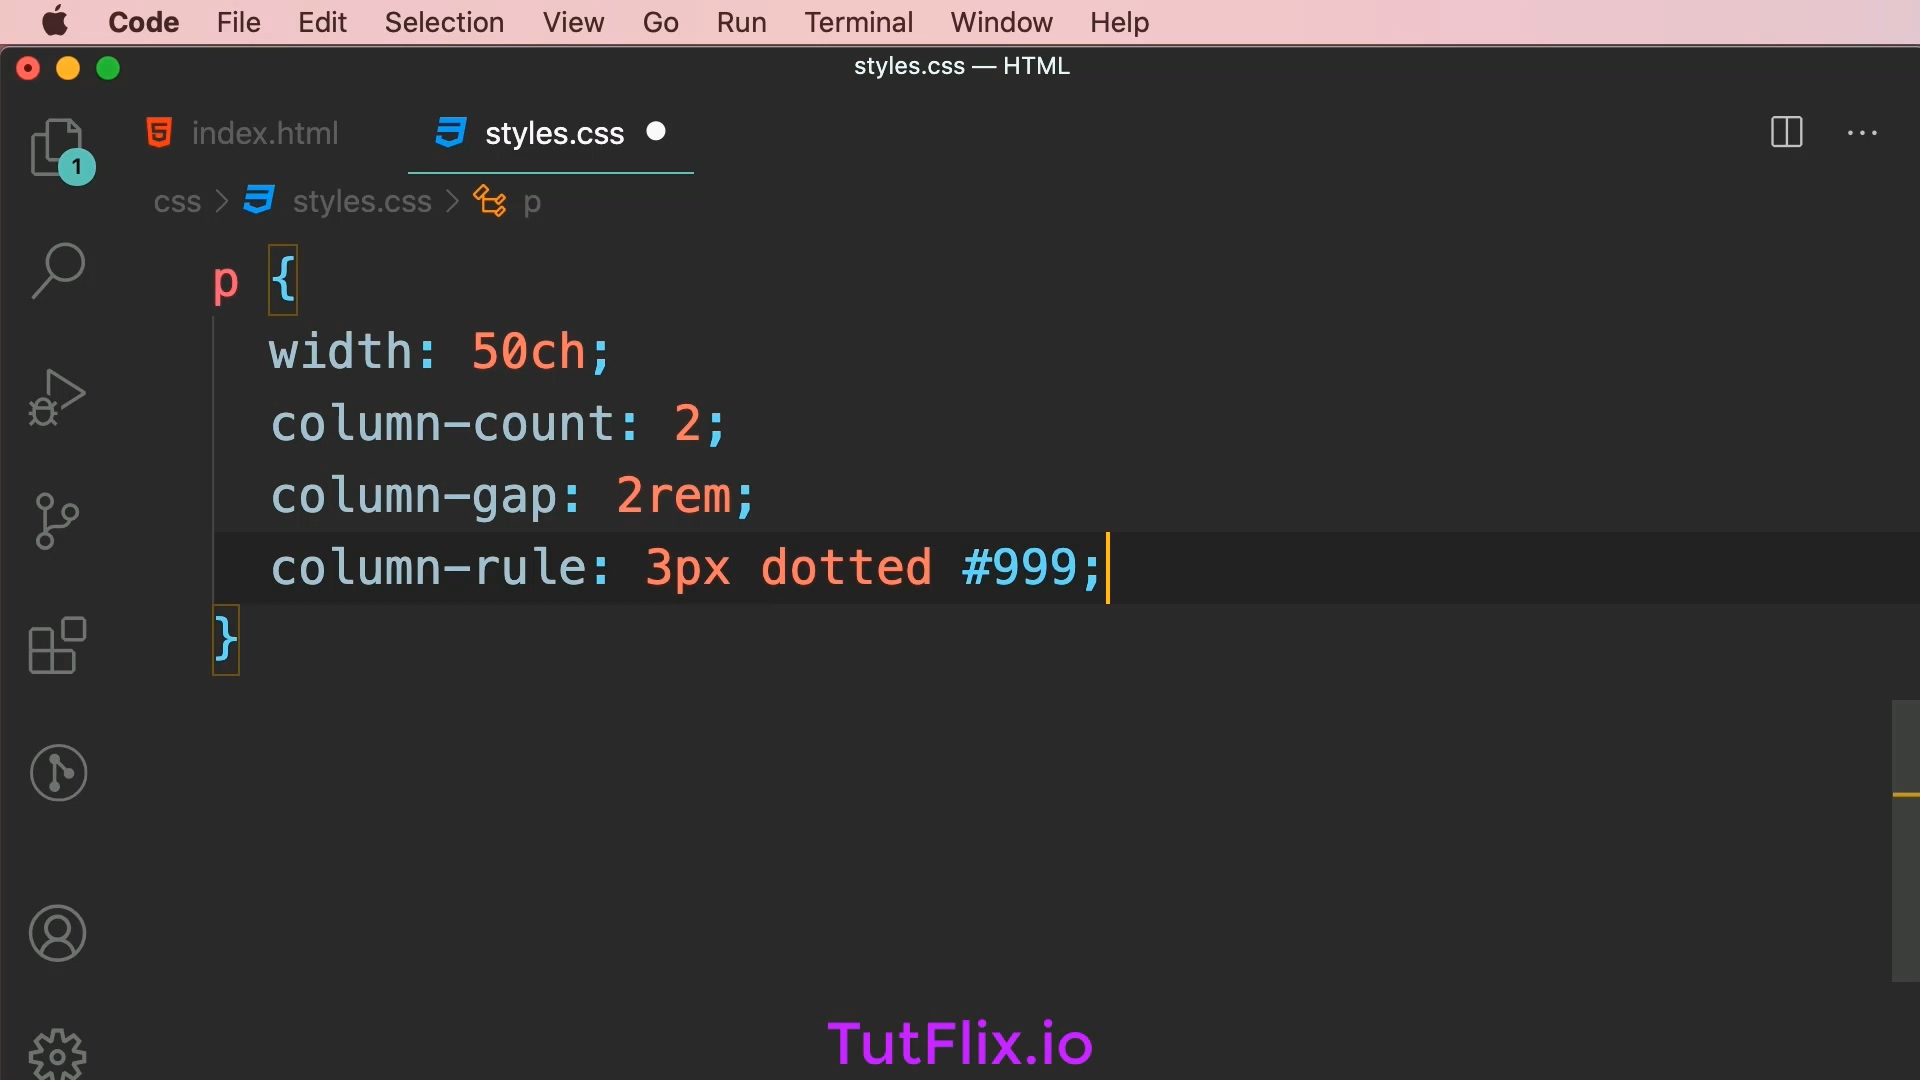 Code File Edit Selection View Go Run Terminal Window Help
styles.css — HTML
index.html styles.css
1
css > styles.css > p
p {
width: 50ch;
column-count: 2;
column-gap: 2rem;
column-rule: 3px dotted #999;
}
TutFlix.io